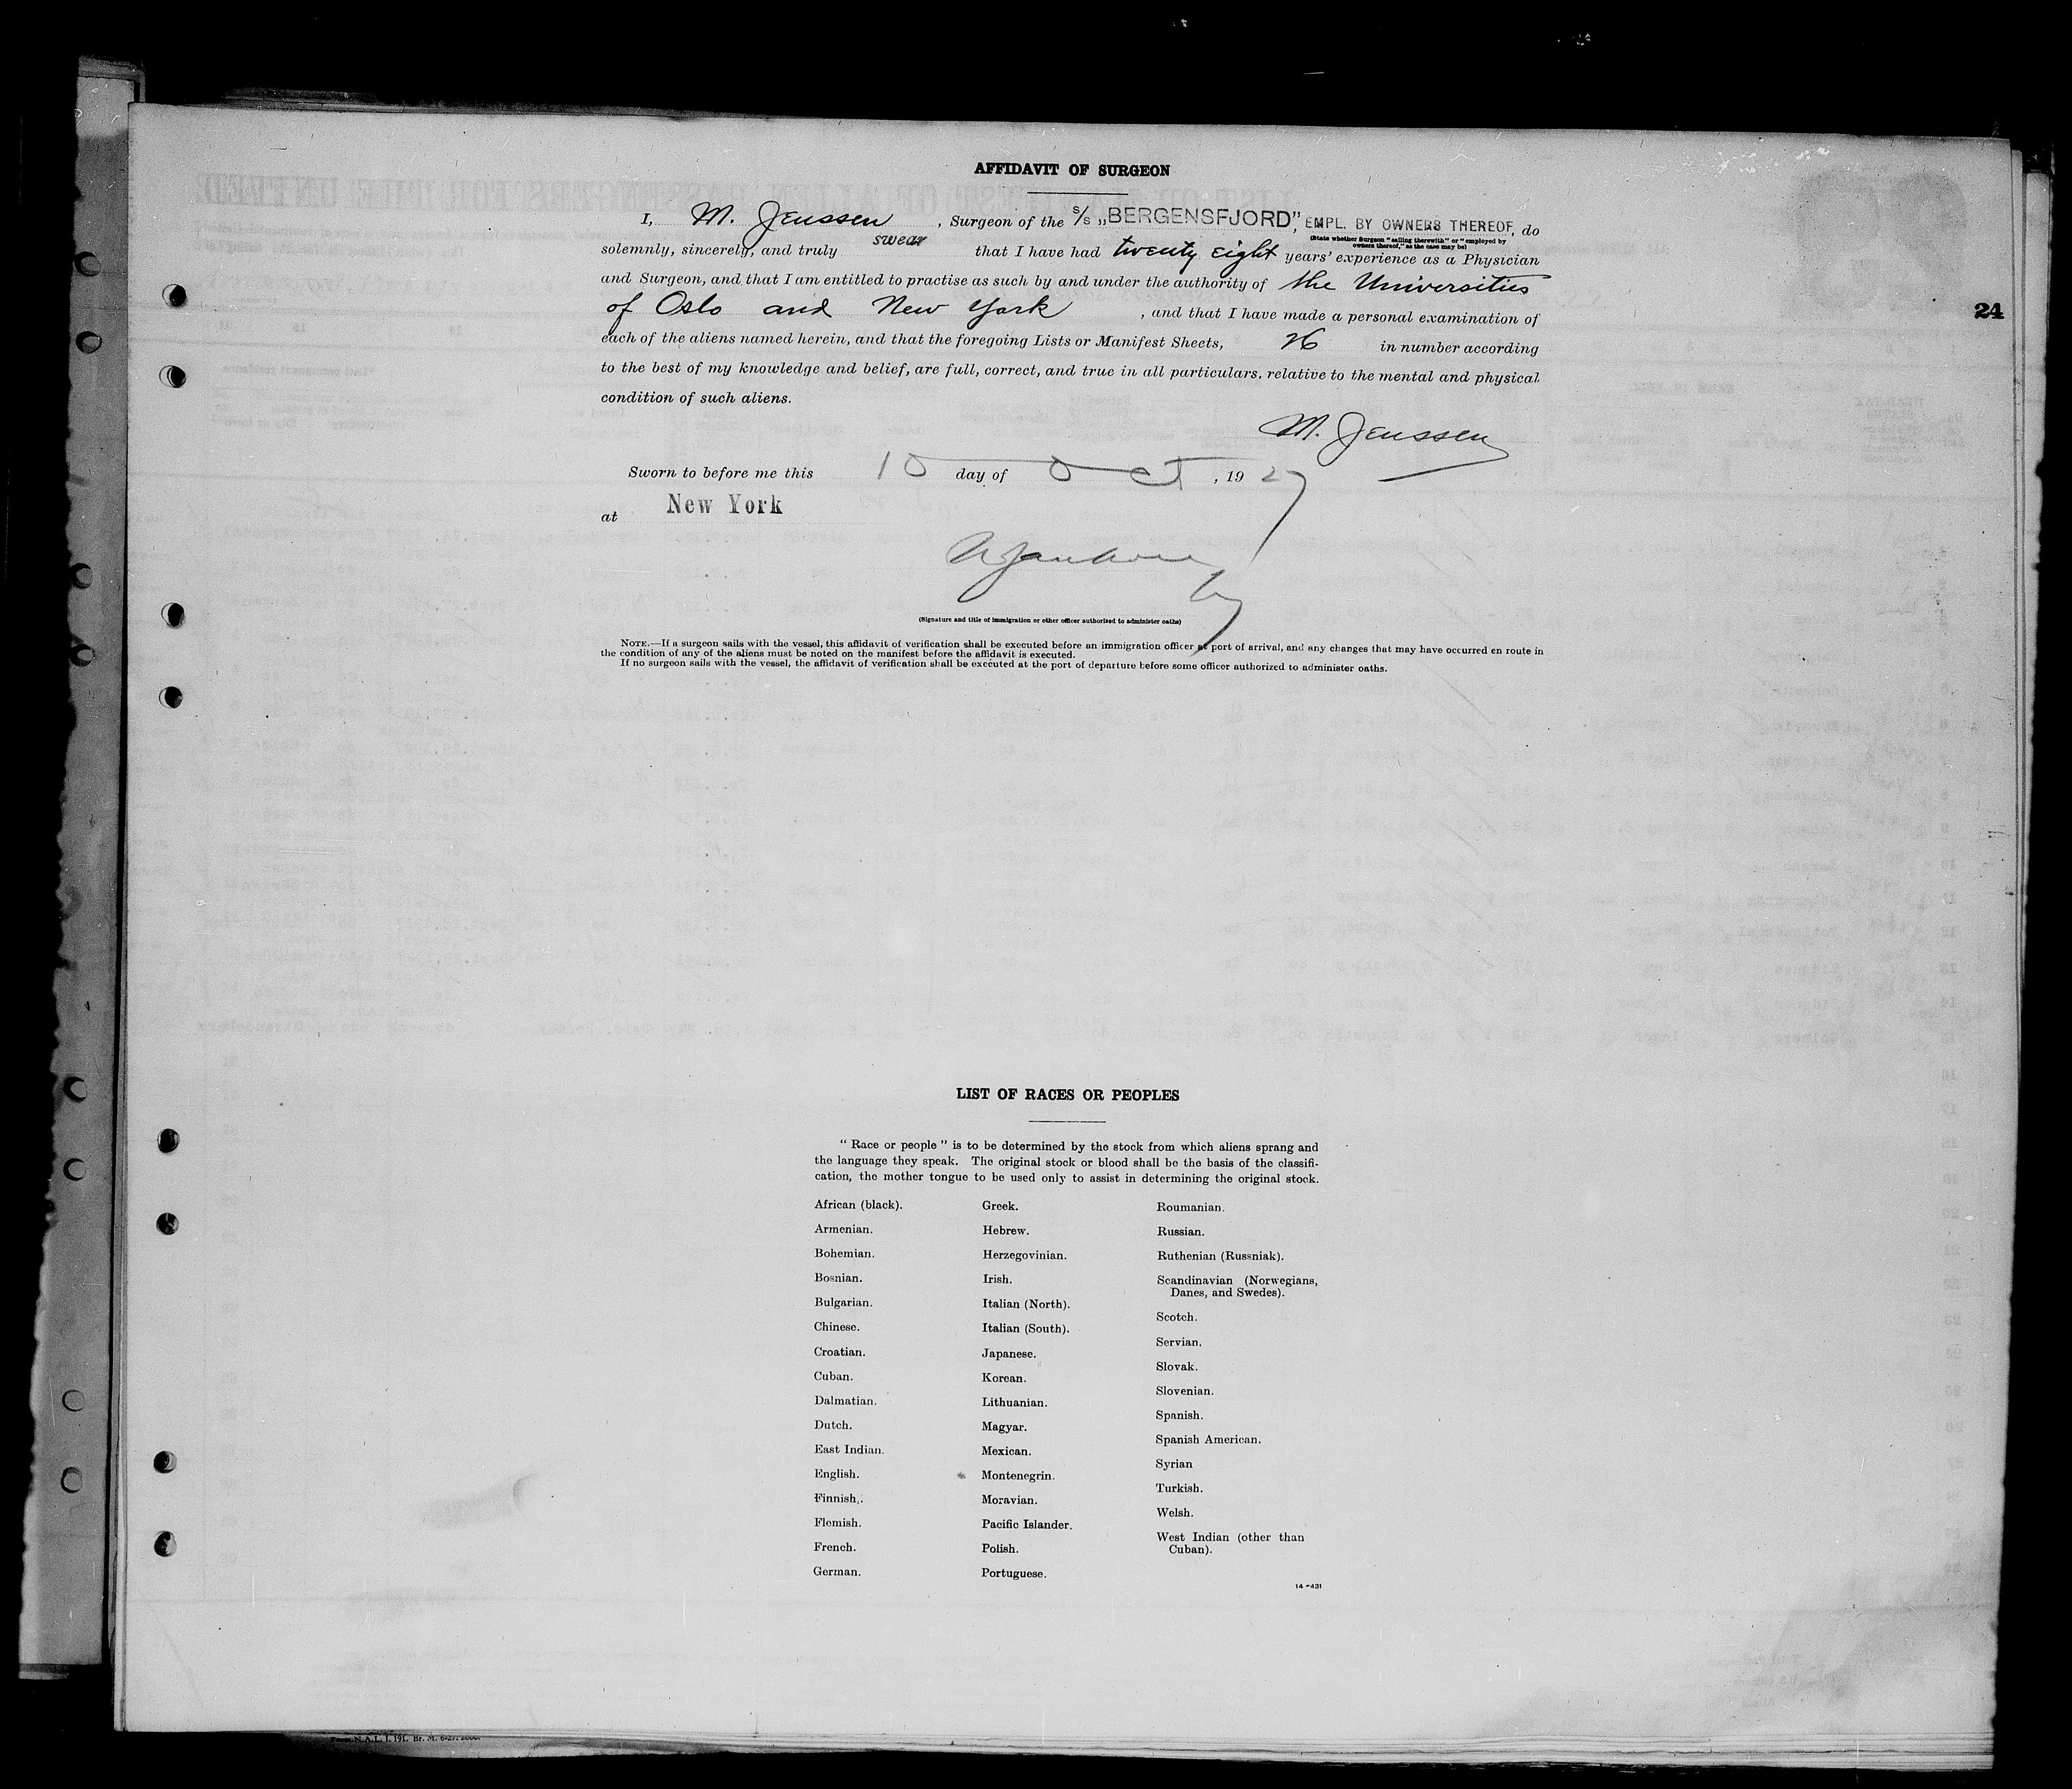 AFFIDAVIT OF SURGEON
I, M. Jenssen, Surgeon of the S/S „BERGENSFJORD”, EMPL. BY OWNERS THEREOF, do
(State whether Surgeon "sailing therewith" or "employed by
owners thereof," as the case may be)
solemnly, sincerely, and truly swear that I have had twenty eight years' experience as a Physician
and Surgeon, and that I am entitled to practise as such by and under the authority of the Universities
of Oslo and New York, and that I have made a personal examination of
24
each of the aliens named herein, and that the foregoing Lists or Manifest Sheets, 26 in number according
to the best of my knowledge and belief, are full, correct, and true in all particulars, relative to the mental and physical
condition of such aliens.
M. Jenssen
Sworn to before me this 10 day of Oct, 1927
at New York
(Signature and title of immigration or other officer authorized to administer oaths)
NOTE.—If a surgeon sails with the vessel, this affidavit of verification shall be executed before an immigration officer at port of arrival, and any changes that may have occurred en route in
the condition of any of the aliens must be noted on the manifest before the affidavit is executed.
If no surgeon sails with the vessel, the affidavit of verification shall be executed at the port of departure before some officer authorized to administer oaths.
LIST OF RACES OR PEOPLES
"Race or people" is to be determined by the stock from which aliens sprang and
the language they speak. The original stock or blood shall be the basis of the classifi-
cation, the mother tongue to be used only to assist in determining the original stock.
African (black).
Armenian.
Bohemian.
Bosnian.
Bulgarian.
Chinese.
Croatian.
Cuban.
Dalmatian.
Dutch.
East Indian.
English.
Finnish.
Flemish.
French.
German.
Greek.
Hebrew.
Herzegovinian.
Irish.
Italian (North).
Italian (South).
Japanese.
Korean.
Lithuanian.
Magyar.
Mexican.
Montenegrin.
Moravian.
Pacific Islander.
Polish.
Portuguese.
Roumanian.
Russian.
Ruthenian (Russniak).
Scandinavian (Norwegians,
Danes, and Swedes).
Scotch.
Servian.
Slovak.
Slovenian.
Spanish.
Spanish American.
Syrian
Turkish.
Welsh.
West Indian (other than
Cuban).
14-431